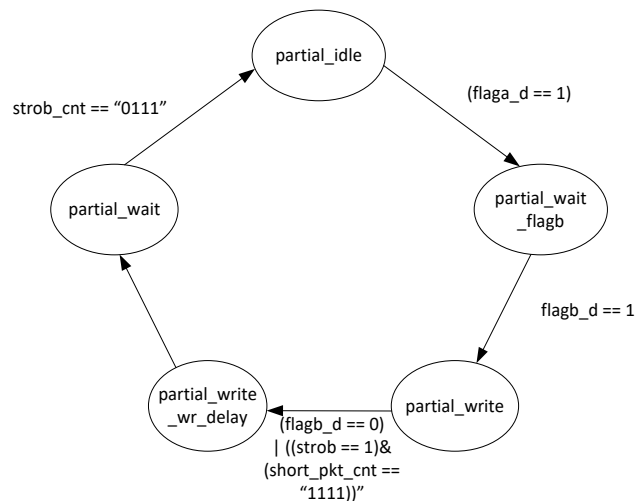 partial_idle
strob_cnt == “0111”
(flaga_d == 1)
partial_wait
partial_wait
_flagb
flagb_d == 1
partial_write
_wr_delay
(flagb_d == 0)
| ((strob == 1)&
(short_pkt_cnt ==
“1111))”
partial_write